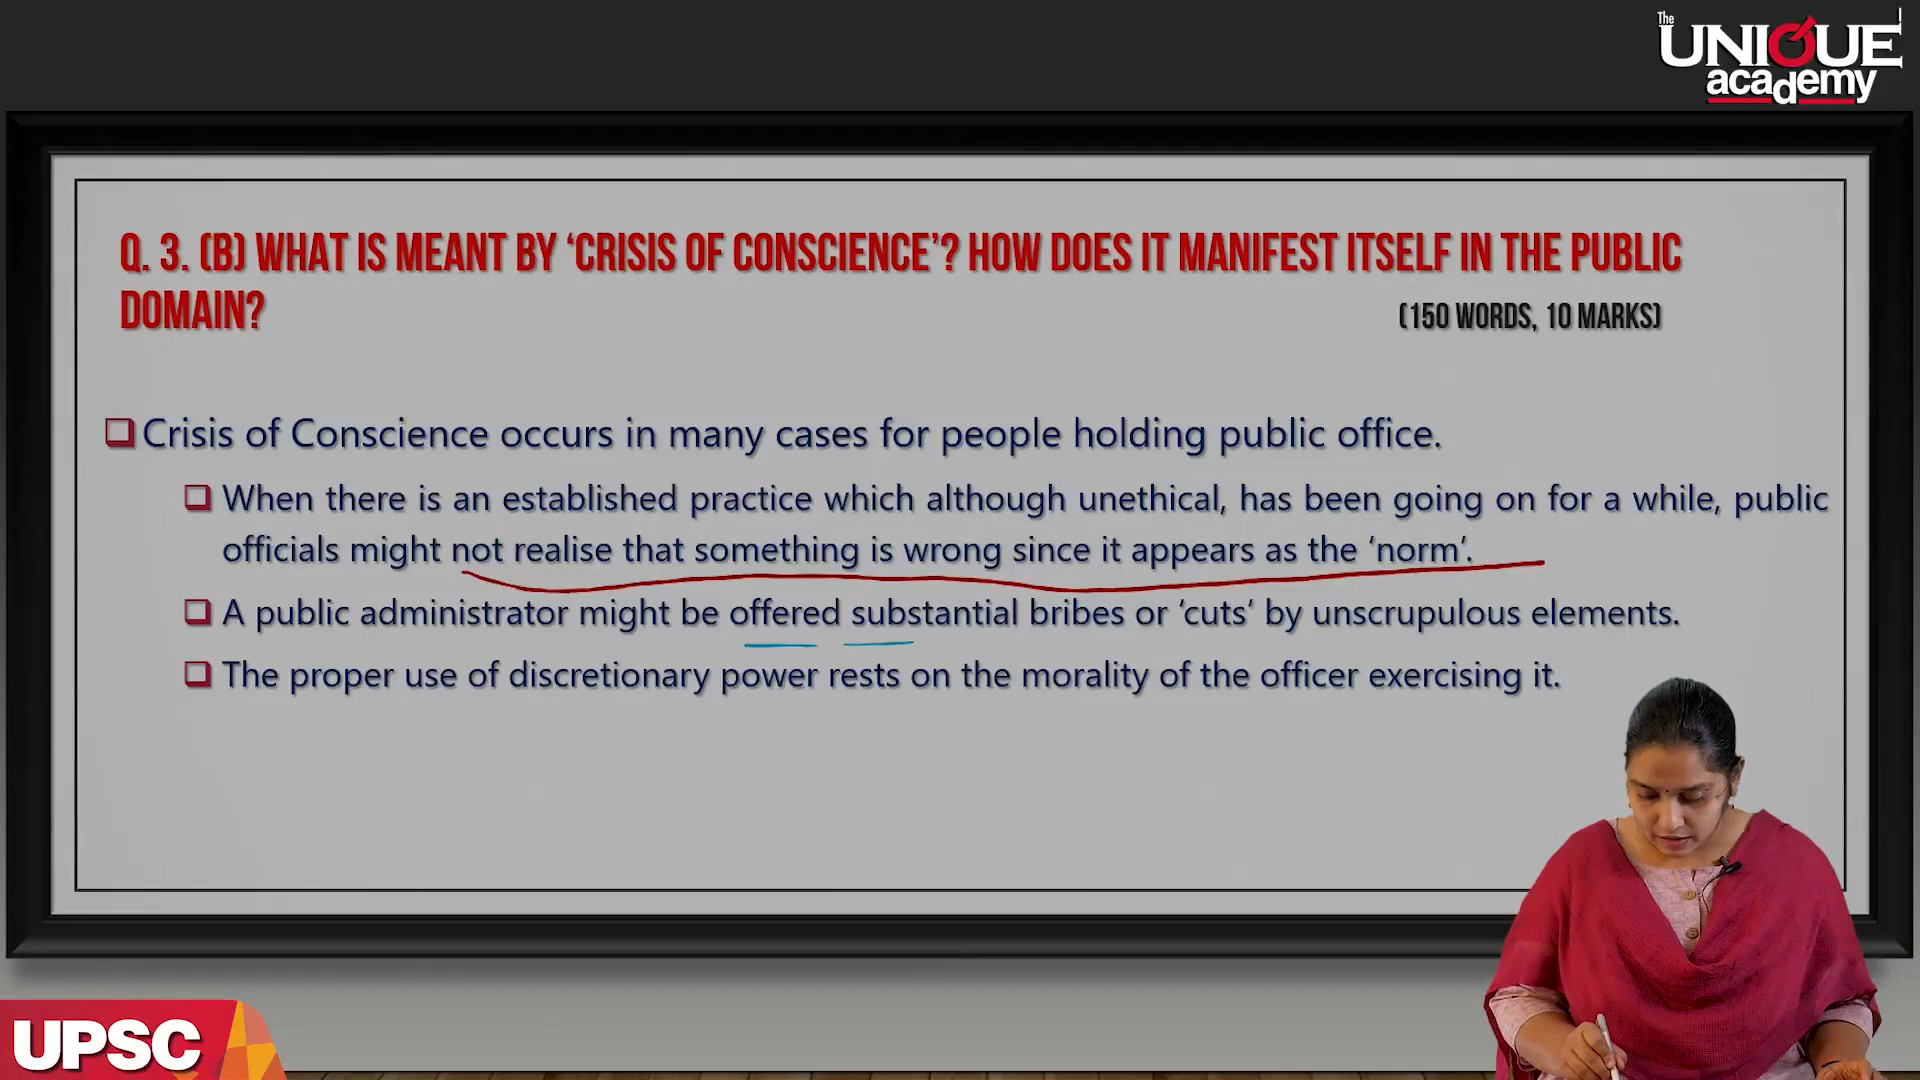 The
UNIQUE
academy
Q. 3. (B) WHAT IS MEANT BY ‘CRISIS OF CONSCIENCE’? HOW DOES IT MANIFEST ITSELF IN THE PUBLIC
DOMAIN?
(150 WORDS, 10 MARKS)
Crisis of Conscience occurs in many cases for people holding public office.
When there is an established practice which although unethical, has been going on for a while, public
officials might not realise that something is wrong since it appears as the ‘norm’.
A public administrator might be offered substantial bribes or ‘cuts’ by unscrupulous elements.
The proper use of discretionary power rests on the morality of the officer exercising it.
UPSC